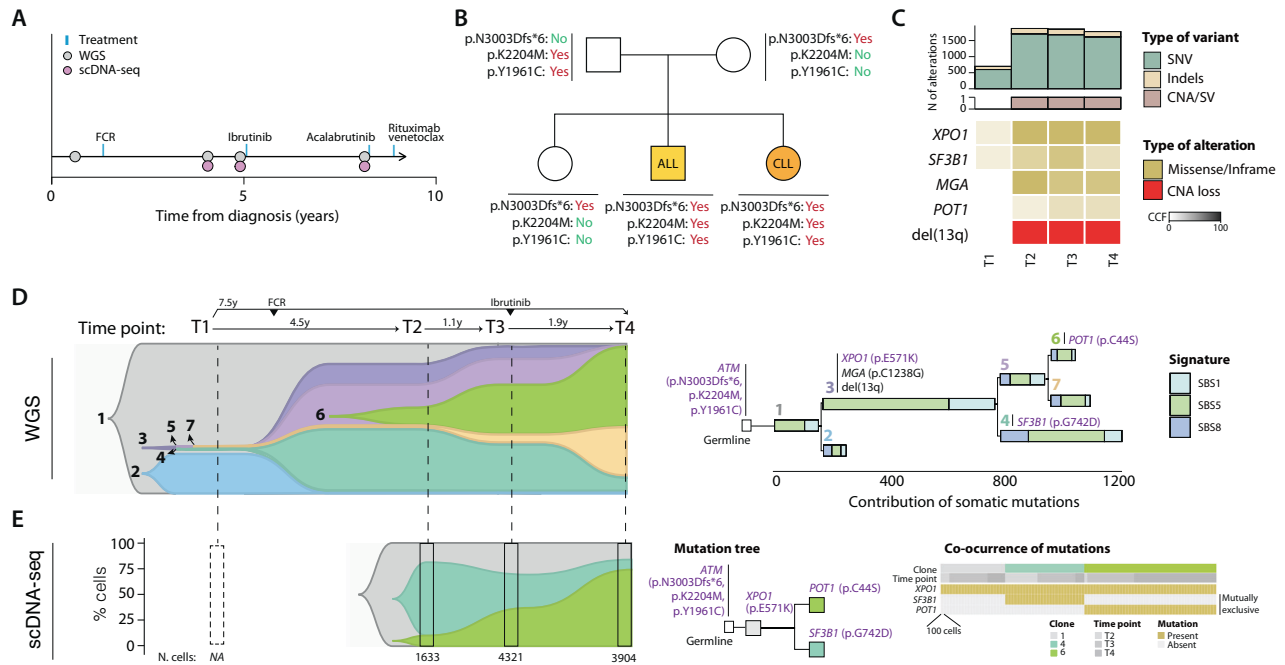 A
Treatment
WGS
scDNA-seq
FCR
Ibrutinib
Acalabrutinib
Rituximab
venetoclax
0
5
10
Time from diagnosis (years)
B
p.N3003Dfs*6: No
p.K2204M: Yes
p.Y1961C: Yes
p.N3003Dfs*6: Yes
p.K2204M: No
p.Y1961C: No
ALL
CLL
p.N3003Dfs*6: Yes
p.K2204M: No
p.Y1961C: No
p.N3003Dfs*6: Yes
p.K2204M: Yes
p.Y1961C: Yes
p.N3003Dfs*6: Yes
p.K2204M: Yes
p.Y1961C: Yes
C
N of alterations
1500
1000
500
0
1
0
XPO1
SF3B1
MGA
POT1
del(13q)
T1
T2
T3
T4
Type of variant
SNV
Indels
CNA/SV
Type of alteration
Missense/Inframe
CNA loss
CCF
0
100
D
WGS
Time point:
7.5y
FCR
Ibrutinib
T1
4.5y
T2
1.1y
T3
1.9y
T4
1
2
3
4
5
7
6
ATM
(p.N3003Dfs*6,
p.K2204M,
p.Y1961C)
Germline
1
2
3
XPO1 (p.E571K)
MGA (p.C1238G)
del(13q)
5
6
POT1 (p.C44S)
7
4
SF3B1 (p.G742D)
0
400
800
1200
Contribution of somatic mutations
Signature
SBS1
SBS5
SBS8
E
scDNA-seq
% cells
100
75
50
25
0
N. cells:
NA
1633
4321
3904
Mutation tree
ATM
(p.N3003Dfs*6,
p.K2204M,
p.Y1961C)
Germline
XPO1
(p.E571K)
POT1 (p.C44S)
SF3B1 (p.G742D)
Co-ocurrence of mutations
Clone
Time point
XPO1
SF3B1
POT1
Mutually
exclusive
100 cells
Clone
1
4
6
Time point
T2
T3
T4
Mutation
Present
Absent